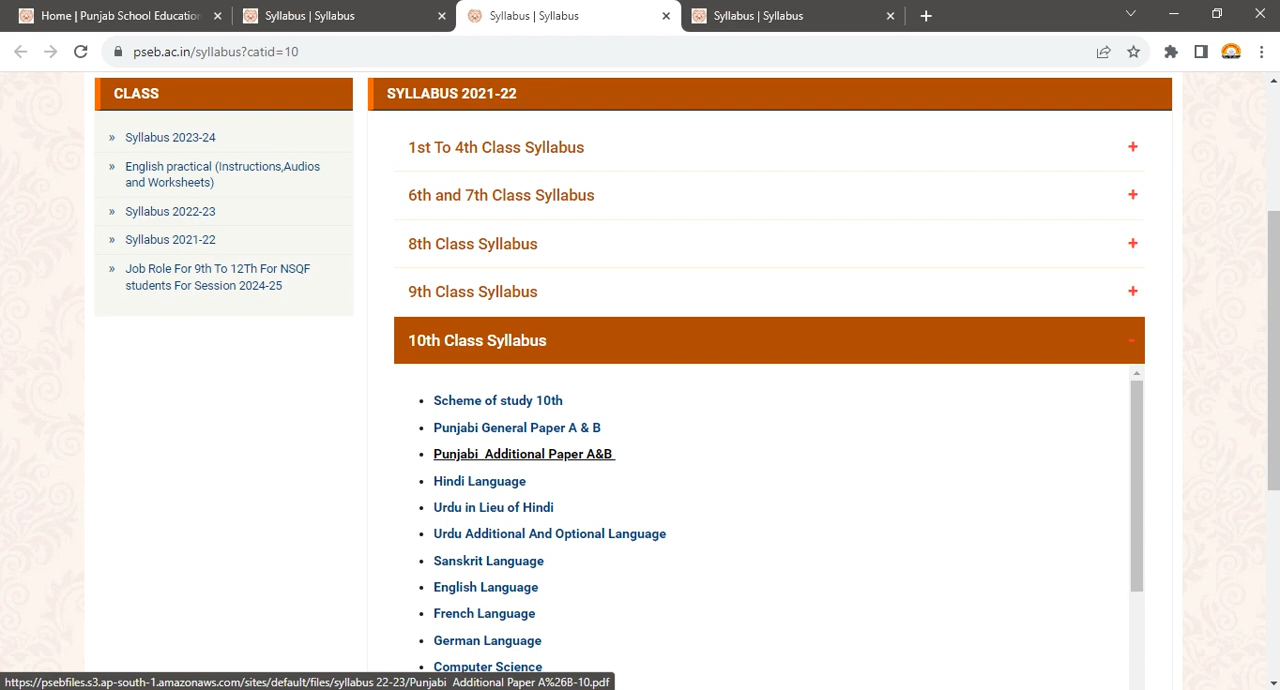 Home | Punjab School Education
Syllabus | Syllabus
Syllabus | Syllabus
Syllabus | Syllabus
pseb.ac.in/syllabus?catid=10
CLASS
» Syllabus 2023-24
» English practical (Instructions,Audios
and Worksheets)
» Syllabus 2022-23
» Syllabus 2021-22
» Job Role For 9th To 12Th For NSQF
students For Session 2024-25
SYLLABUS 2021-22
1st To 4th Class Syllabus +
6th and 7th Class Syllabus +
8th Class Syllabus +
9th Class Syllabus +
10th Class Syllabus -
• Scheme of study 10th
• Punjabi General Paper A & B
• Punjabi  Additional Paper A&B
• Hindi Language
• Urdu in Lieu of Hindi
• Urdu Additional And Optional Language
• Sanskrit Language
• English Language
• French Language
• German Language
• Computer Science
https://psebfiles.s3.ap-south-1.amazonaws.com/sites/default/files/syllabus 22-23/Punjabi  Additional Paper A%26B-10.pdf